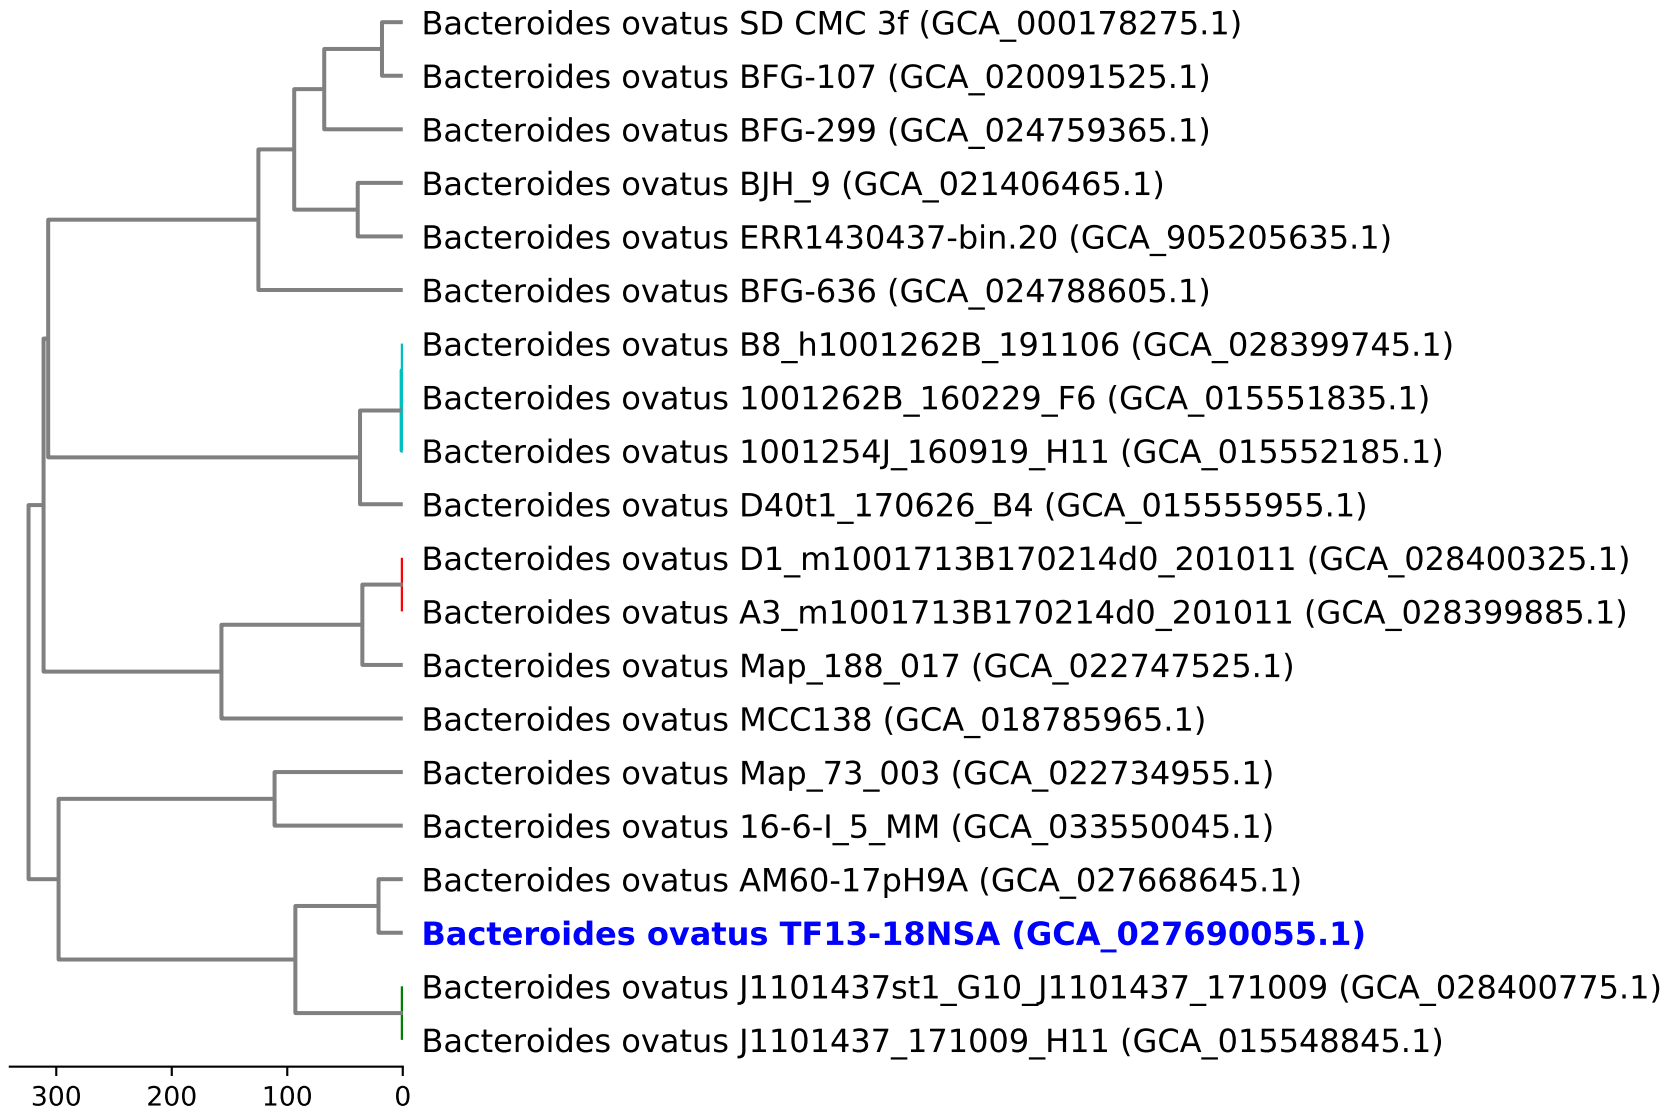 Bacteroides ovatus SD CMC 3f (GCA_000178275.1)
Bacteroides ovatus BFG-107 (GCA_020091525.1)
Bacteroides ovatus BFG-299 (GCA_024759365.1)
Bacteroides ovatus BJH_9 (GCA_021406465.1)
Bacteroides ovatus ERR1430437-bin.20 (GCA_905205635.1)
Bacteroides ovatus BFG-636 (GCA_024788605.1)
Bacteroides ovatus B8_h1001262B_191106 (GCA_028399745.1)
Bacteroides ovatus 1001262B_160229_F6 (GCA_015551835.1)
Bacteroides ovatus 1001254J_160919_H11 (GCA_015552185.1)
Bacteroides ovatus D40t1_170626_B4 (GCA_015555955.1)
Bacteroides ovatus D1_m1001713B170214d0_201011 (GCA_028400325.1)
Bacteroides ovatus A3_m1001713B170214d0_201011 (GCA_028399885.1)
Bacteroides ovatus Map_188_017 (GCA_022747525.1)
Bacteroides ovatus MCC138 (GCA_018785965.1)
Bacteroides ovatus Map_73_003 (GCA_022734955.1)
Bacteroides ovatus 16-6-I_5_MM (GCA_033550045.1)
Bacteroides ovatus AM60-17pH9A (GCA_027668645.1)
Bacteroides ovatus TF13-18NSA (GCA_027690055.1)
Bacteroides ovatus J1101437st1_G10_J1101437_171009 (GCA_028400775.1)
Bacteroides ovatus J1101437_171009_H11 (GCA_015548845.1)
300 200 100 0